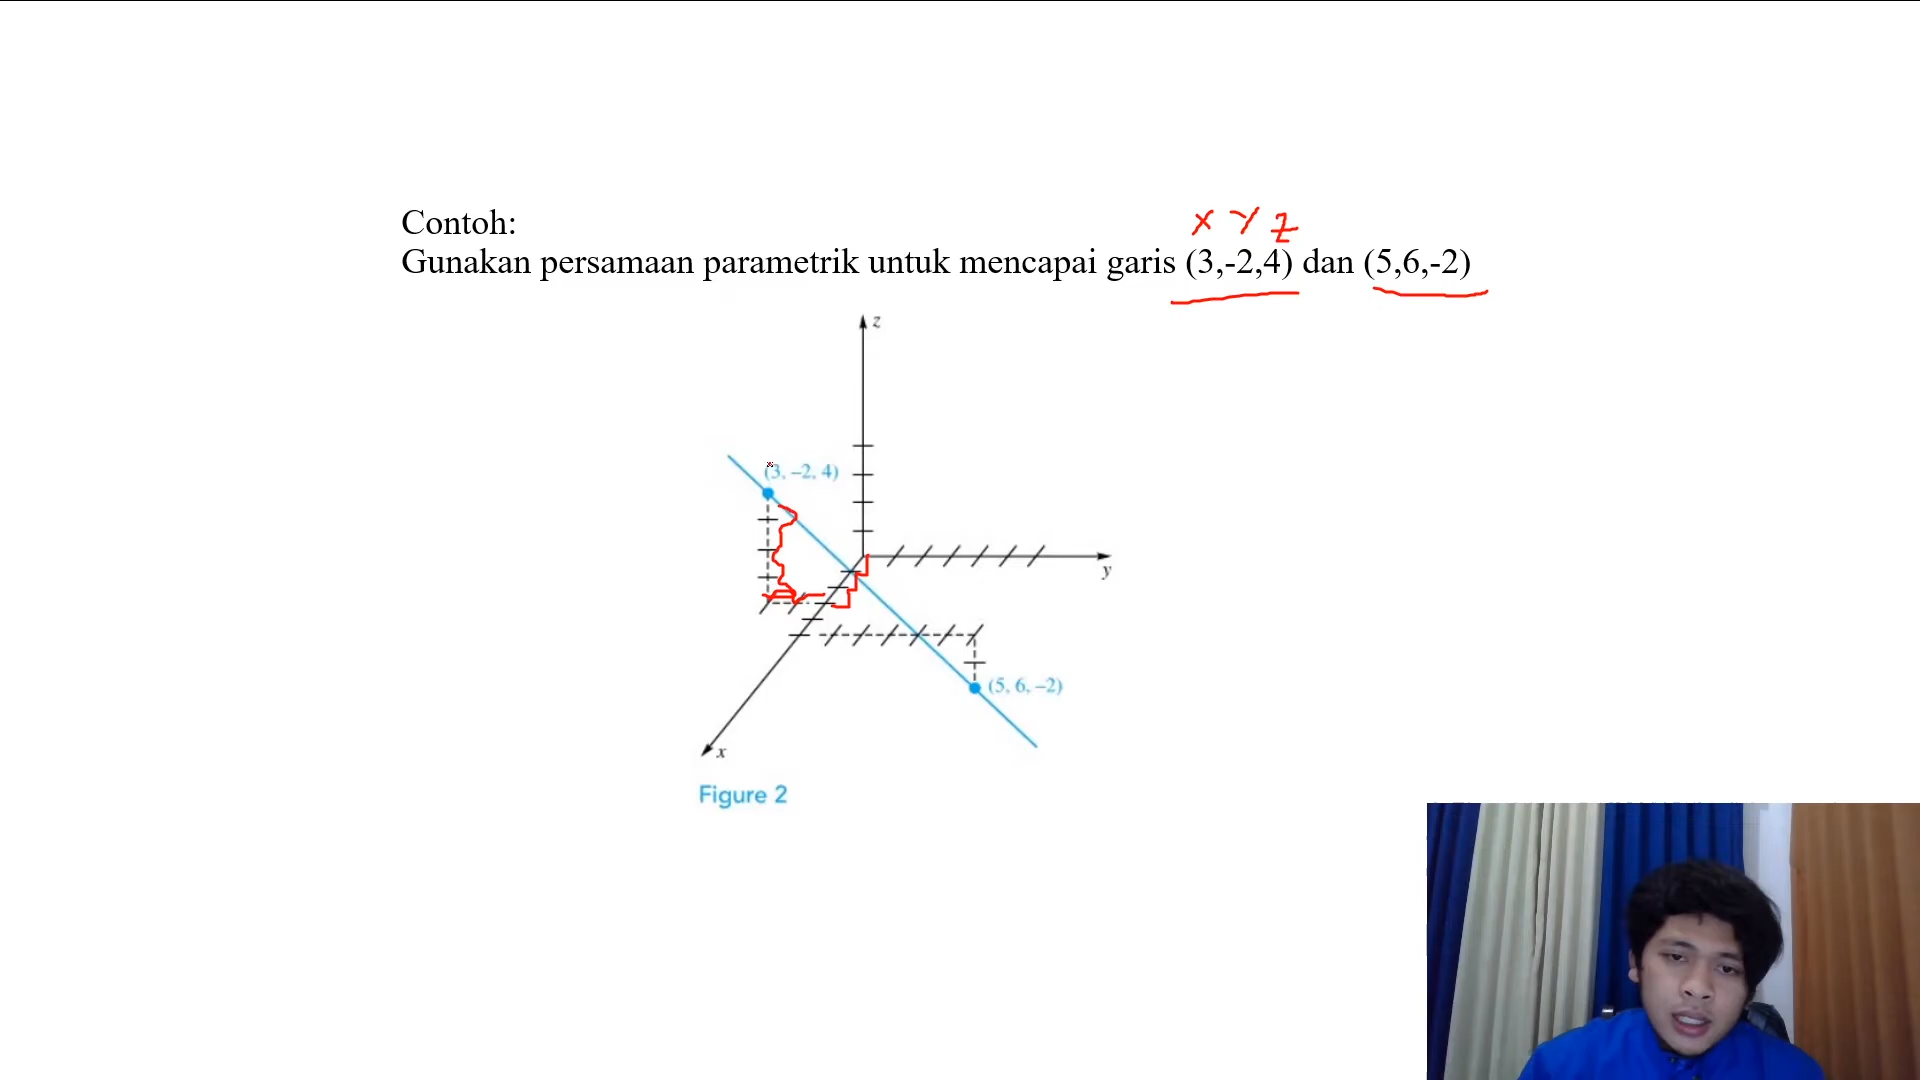 Contoh:
X Y Z
Gunakan persamaan parametrik untuk mencapai garis (3,-2,4) dan (5,6,-2)
z
(3, –2, 4)
y
(5, 6, –2)
x
Figure 2